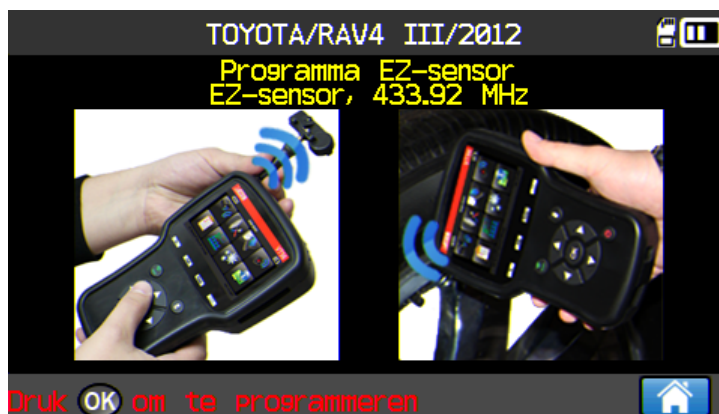 TOYOTA/RAV4 III/2012
Programma EZ-sensor
EZ-sensor, 433.92 MHz
Druk OK om te programmeren